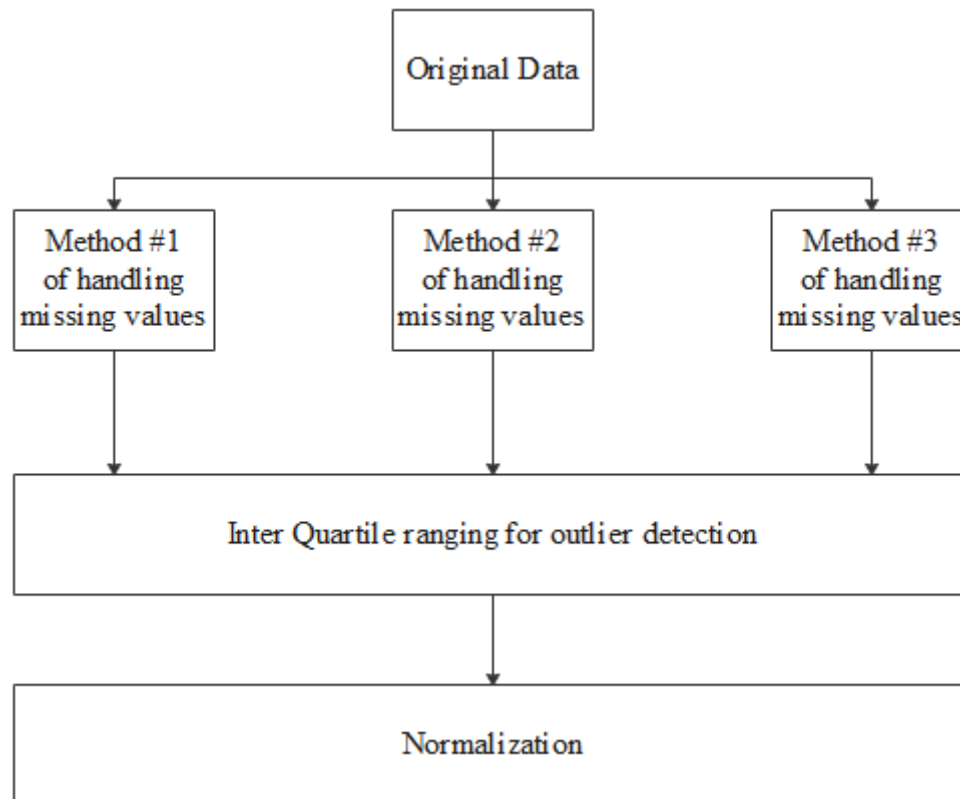 Original Data
Method #1
of handling
missing values
Method #2
of handling
missing values
Method #3
of handling
missing values
Inter Quartile ranging for outlier detection
Normalization